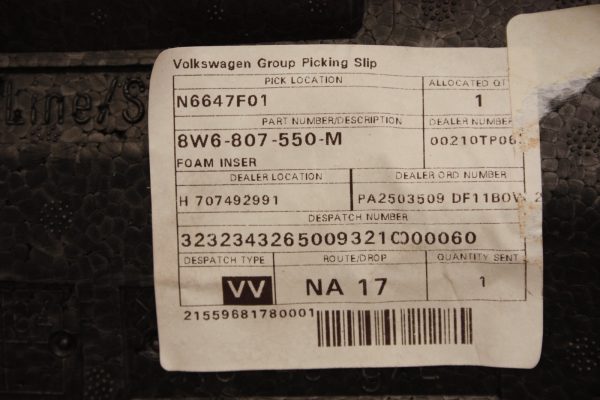 Volkswagen Group Picking Slip
PICK LOCATION ALLOCATED QT
N6647F01 1
PART NUMBER/DESCRIPTION DEALER NUMBER
8W6-807-550-M 00210TP06
FOAM INSER
DEALER LOCATION DEALER ORD NUMBER
H 707492991 PA2503509 DF11BOV 2
DESPATCH NUMBER
DESPATCH TYPE ROUTE/DROP QUANTITY SENT
VV NA 17 1
21559681780001
Line/S